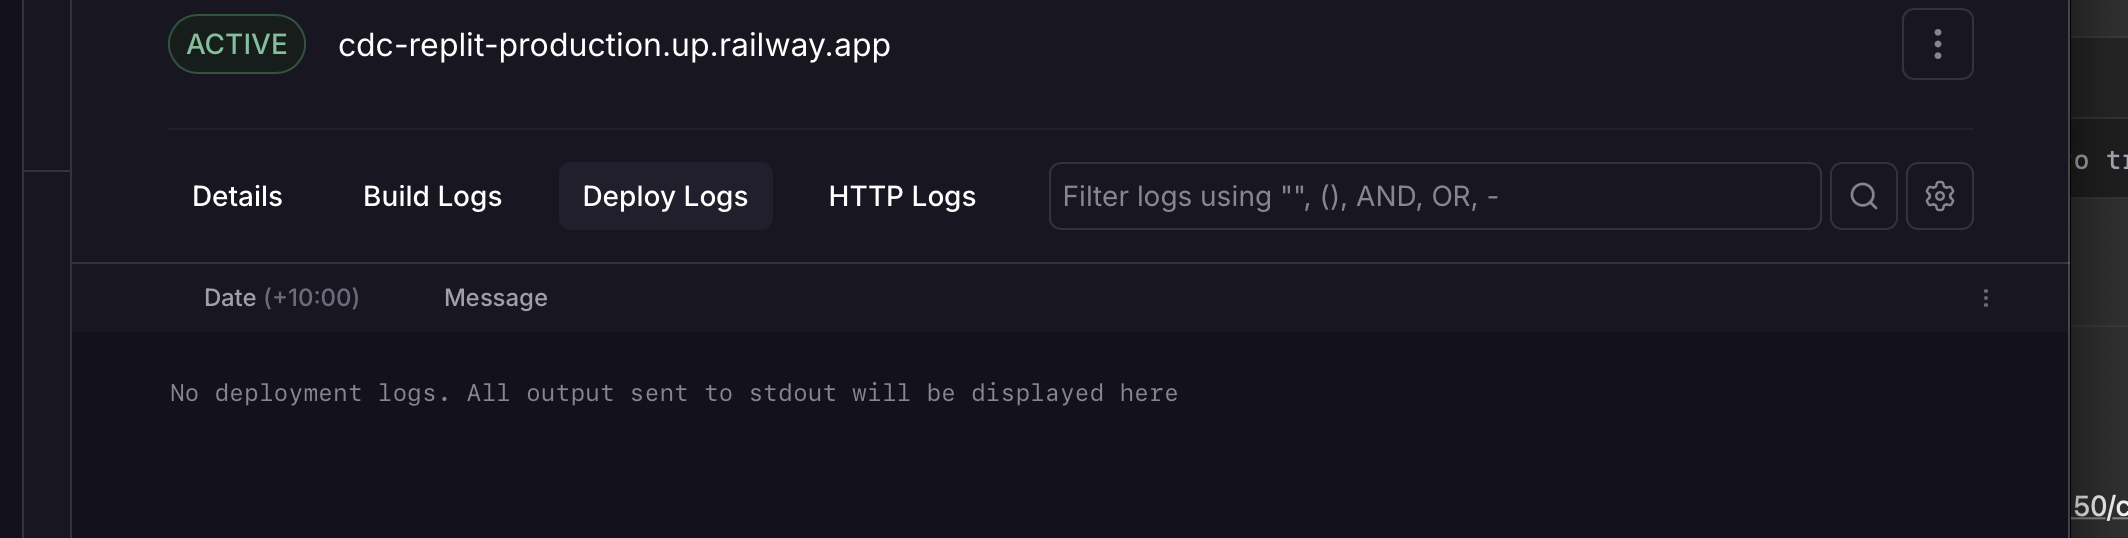 ACTIVE cdc-replit-production.up.railway.app
Details Build Logs Deploy Logs HTTP Logs Filter logs using "", (), AND, OR, -
Date (+10:00) Message
No deployment logs. All output sent to stdout will be displayed here
50/c